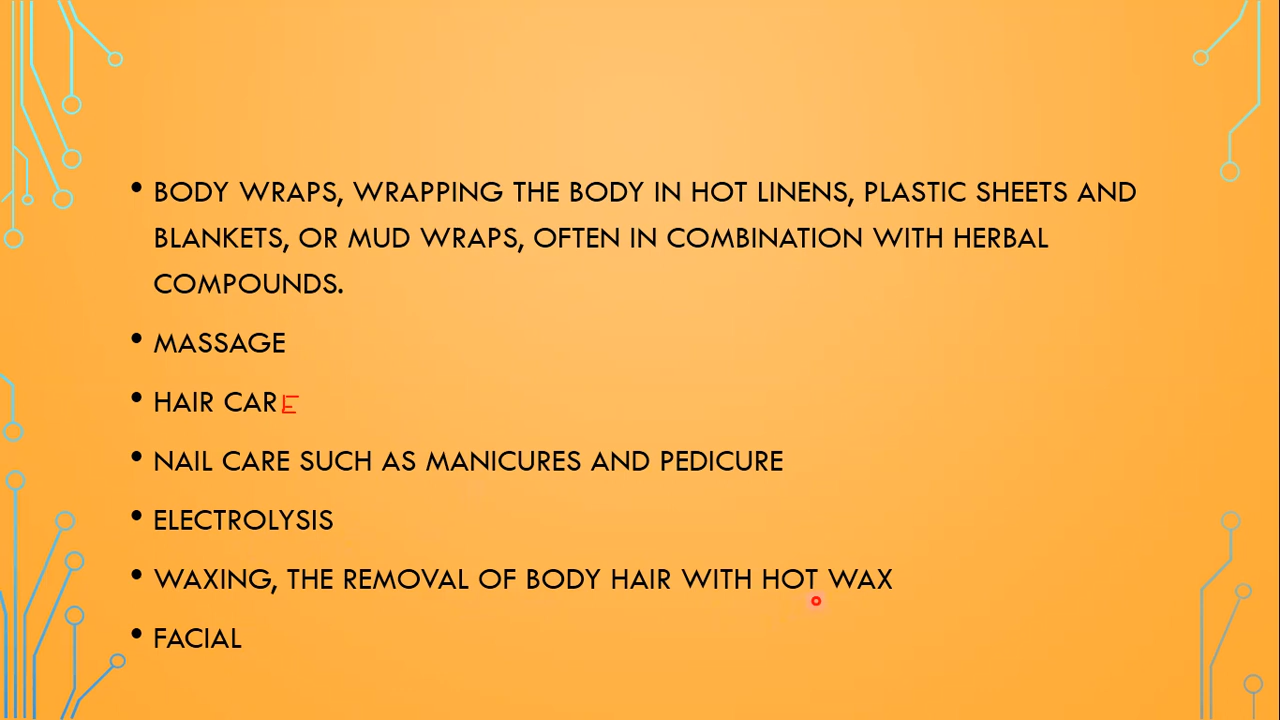 • BODY WRAPS, WRAPPING THE BODY IN HOT LINENS, PLASTIC SHEETS AND
BLANKETS, OR MUD WRAPS, OFTEN IN COMBINATION WITH HERBAL
COMPOUNDS.
• MASSAGE
• HAIR CARE
• NAIL CARE SUCH AS MANICURES AND PEDICURE
• ELECTROLYSIS
• WAXING, THE REMOVAL OF BODY HAIR WITH HOT WAX
• FACIAL